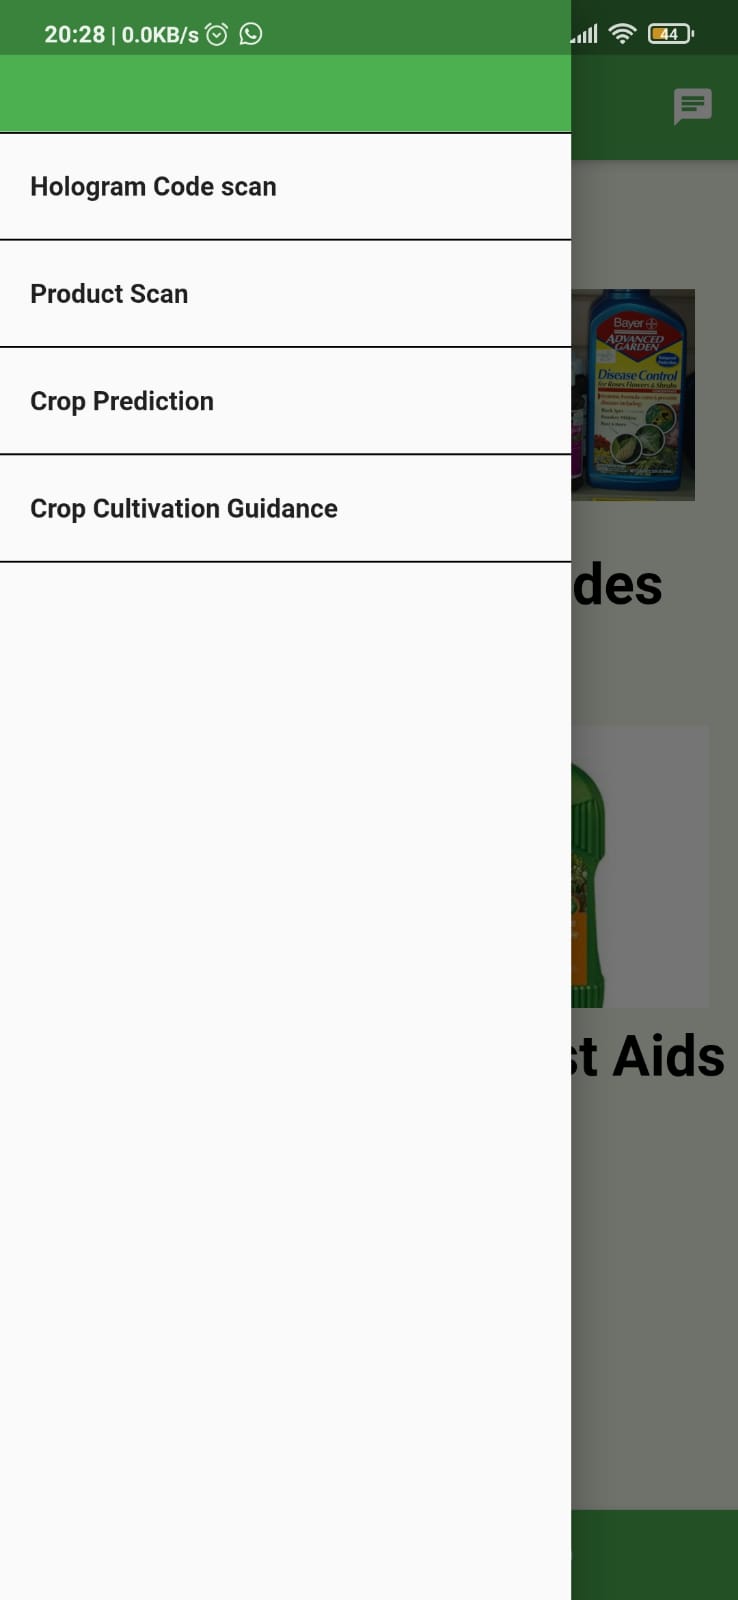 20:28 | 0.0KB/s
44
Hologram Code scan
Product Scan
Crop Prediction
Crop Cultivation Guidance
Bayer
ADVANCED
GARDEN
Disease Control
for Roses Flowers & Shrubs
des
t Aids